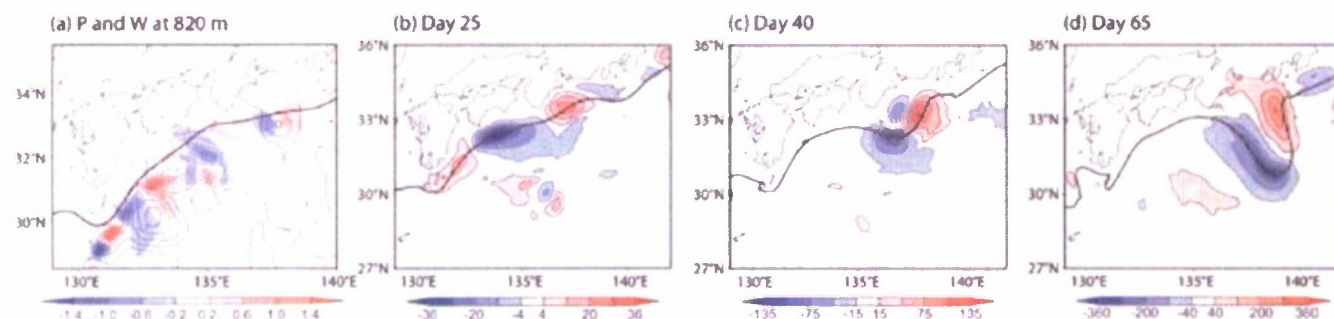 (a) P and W at 820 m
(b) Day 25
(c) Day 40
(d) Day 65
34°N
32°N
30°N
130°E 135°E 140°E
-1.4 -1.0 -0.6 -0.2 0.2 0.6 1.0 1.4
36°N
33°N
30°N
27°N
135°E 140°E
-36 -20 -4 4 20 36
36°N
33°N
30°N
27°N
135°E 140°E
-135 -75 -15 15 75 135
36°N
33°N
30°N
27°N
135°E 140°E
-360 -200 -40 40 200 360